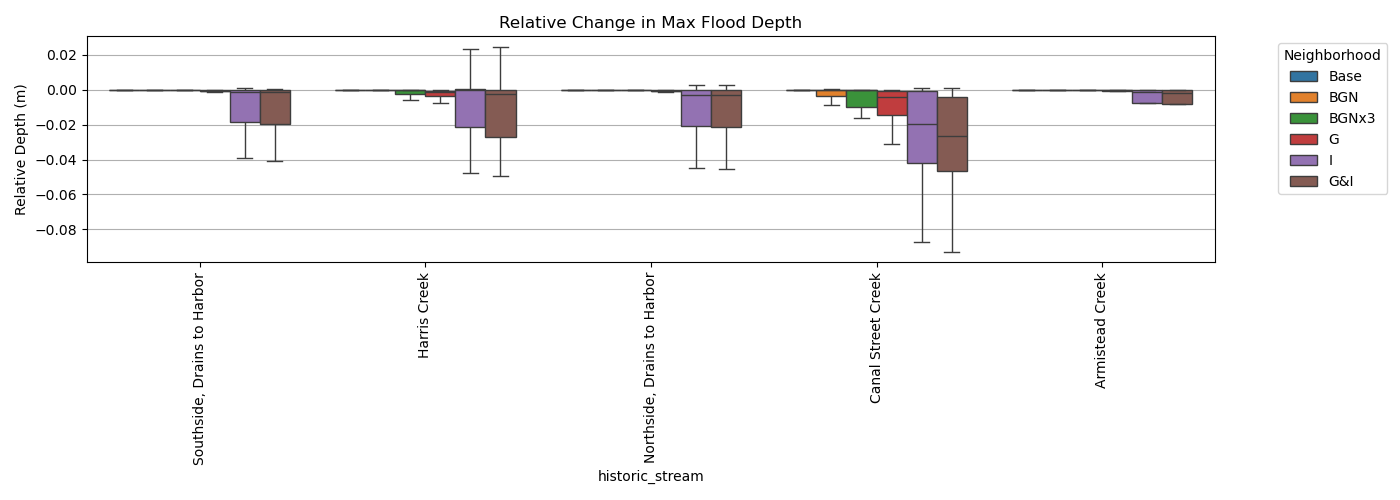 Relative Change in Max Flood Depth
Relative Depth (m)
0.02
0.00
−0.02
−0.04
−0.06
−0.08
Southside, Drains to Harbor
Harris Creek
Northside, Drains to Harbor
Canal Street Creek
Armistead Creek
historic_stream
Neighborhood
Base
BGN
BGNx3
G
I
G&I